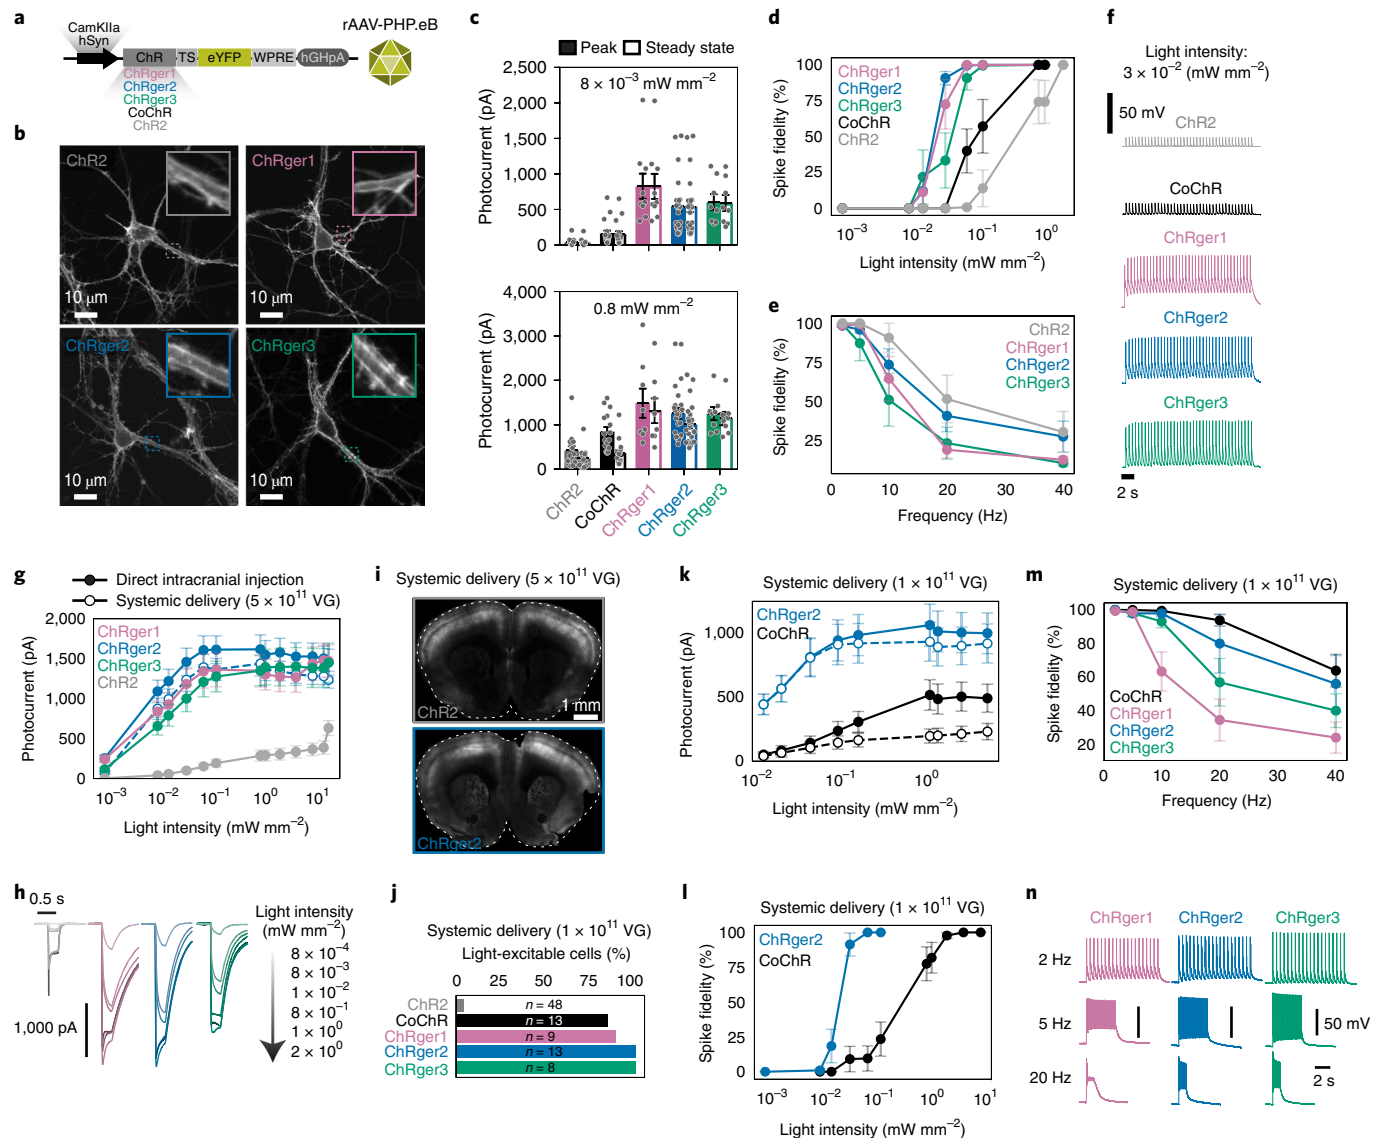 a
CamKIIa
hSyn
ChR
TS
eYFP
WPRE
hGHpA
ChRger1
ChRger2
ChRger3
CoChR
ChR2
rAAV-PHP.eB
b
ChR2
10 μm
ChRger1
10 μm
ChRger2
10 μm
ChRger3
10 μm
c
Peak
Steady state
8 × 10⁻³ mW mm⁻²
Photocurrent (pA)
2,500
2,000
1,500
1,000
500
0
0.8 mW mm⁻²
Photocurrent (pA)
4,000
3,000
2,000
1,000
0
ChR2
CoChR
ChRger1
ChRger2
ChRger3
d
Spike fidelity (%)
100
75
50
25
0
ChRger1
ChRger2
ChRger3
CoChR
ChR2
10⁻³
10⁻²
10⁻¹
10⁰
Light intensity (mW mm⁻²)
e
Spike fidelity (%)
100
75
50
25
ChR2
ChRger1
ChRger2
ChRger3
0
10
20
30
40
Frequency (Hz)
f
Light intensity:
3 × 10⁻² (mW mm⁻²)
50 mV
ChR2
CoChR
ChRger1
ChRger2
ChRger3
2 s
g
Direct intracranial injection
Systemic delivery (5 × 10¹¹ VG)
Photocurrent (pA)
2,000
1,500
1,000
500
0
ChRger1
ChRger2
ChRger3
ChR2
10⁻³
10⁻²
10⁻¹
10⁰
10¹
Light intensity (mW mm⁻²)
h
0.5 s
1,000 pA
Light intensity
(mW mm⁻²)
8 × 10⁻⁴
8 × 10⁻³
1 × 10⁻²
8 × 10⁻¹
1 × 10⁰
2 × 10⁰
i
Systemic delivery (5 × 10¹¹ VG)
1 mm
ChR2
ChRger2
j
Systemic delivery (1 × 10¹¹ VG)
Light-excitable cells (%)
0
25
50
75
100
ChR2
n = 48
CoChR
n = 13
ChRger1
n = 9
ChRger2
n = 13
ChRger3
n = 8
k
Systemic delivery (1 × 10¹¹ VG)
Photocurrent (pA)
1,000
500
0
ChRger2
CoChR
10⁻²
10⁻¹
10⁰
Light intensity (mW mm⁻²)
l
Systemic delivery (1 × 10¹¹ VG)
Spike fidelity (%)
100
75
50
25
0
ChRger2
CoChR
10⁻³
10⁻²
10⁻¹
10⁰
10¹
Light intensity (mW mm⁻²)
m
Systemic delivery (1 × 10¹¹ VG)
Spike fidelity (%)
100
80
60
40
20
CoChR
ChRger1
ChRger2
ChRger3
0
10
20
30
40
Frequency (Hz)
n
ChRger1
ChRger2
ChRger3
2 Hz
5 Hz
20 Hz
50 mV
2 s